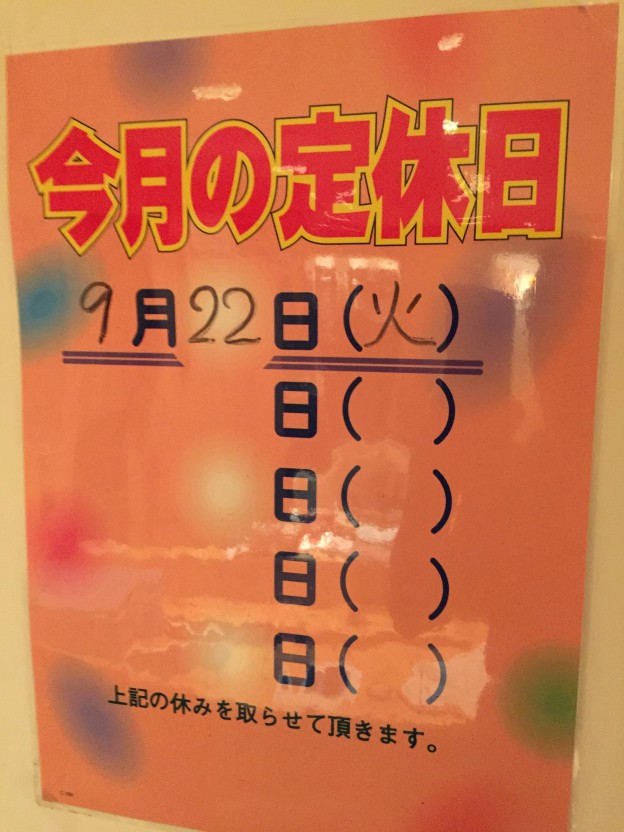 今月の定休日
9月22日(火)
日( )
日( )
日( )
日( )
上記の休みを取らせて頂きます。